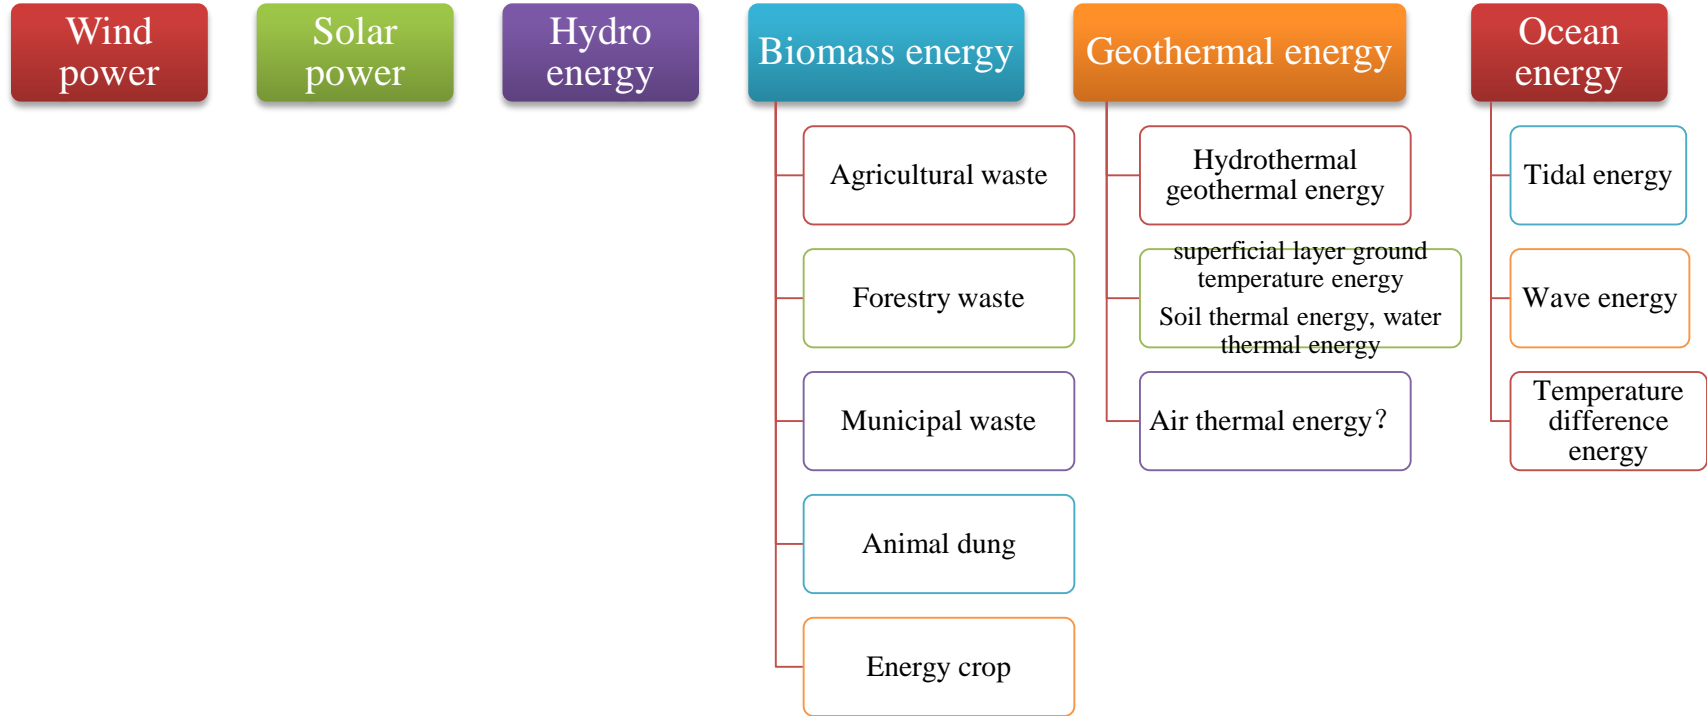 Wind
power
Solar
power
Hydro
energy
Biomass energy
Geothermal energy
Ocean
energy
Agricultural waste
Forestry waste
Municipal waste
Animal dung
Energy crop
Hydrothermal
geothermal energy
superficial layer ground
temperature energy
Soil thermal energy, water
thermal energy
Air thermal energy？
Tidal energy
Wave energy
Temperature
difference
energy